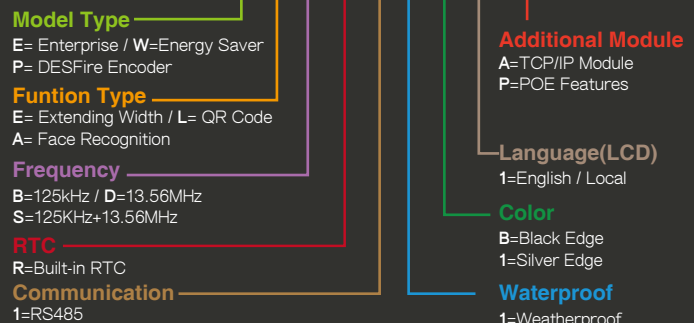 Model Type
E= Enterprise / W=Energy Saver
P= DESFire Encoder
Funtion Type
E= Extending Width / L= QR Code
A= Face Recognition
Frequency
B=125kHz / D=13.56MHz
S=125KHz+13.56MHz
RTC
R=Built-in RTC
Communication
1=RS485
Additional Module
A=TCP/IP Module
P=POE Features
Language(LCD)
1=English / Local
Color
B=Black Edge
1=Silver Edge
Waterproof
1=Weatherproof